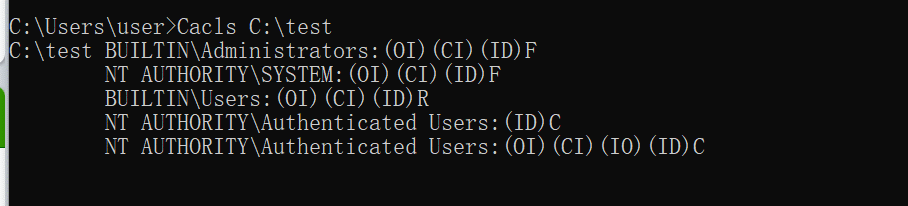 C:\Users\user>Cacls C:\test
C:\test BUILTIN\Administrators:(OI)(CI)(ID)F
NT AUTHORITY\SYSTEM:(OI)(CI)(ID)F
BUILTIN\Users:(OI)(CI)(ID)R
NT AUTHORITY\Authenticated Users:(ID)C
NT AUTHORITY\Authenticated Users:(OI)(CI)(IO)(ID)C